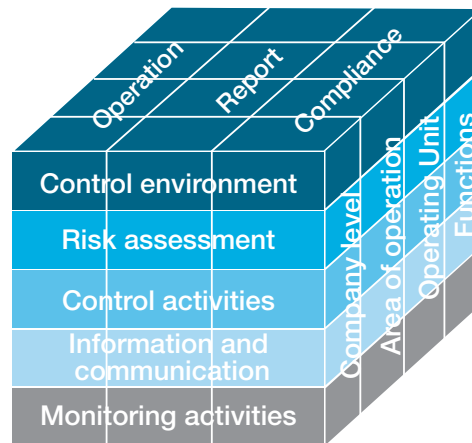 Operation
Report
Compliance
Control environment
Risk assessment
Control activities
Information and
communication
Monitoring activities
Company level
Area of operation
Operating Unit
Functions